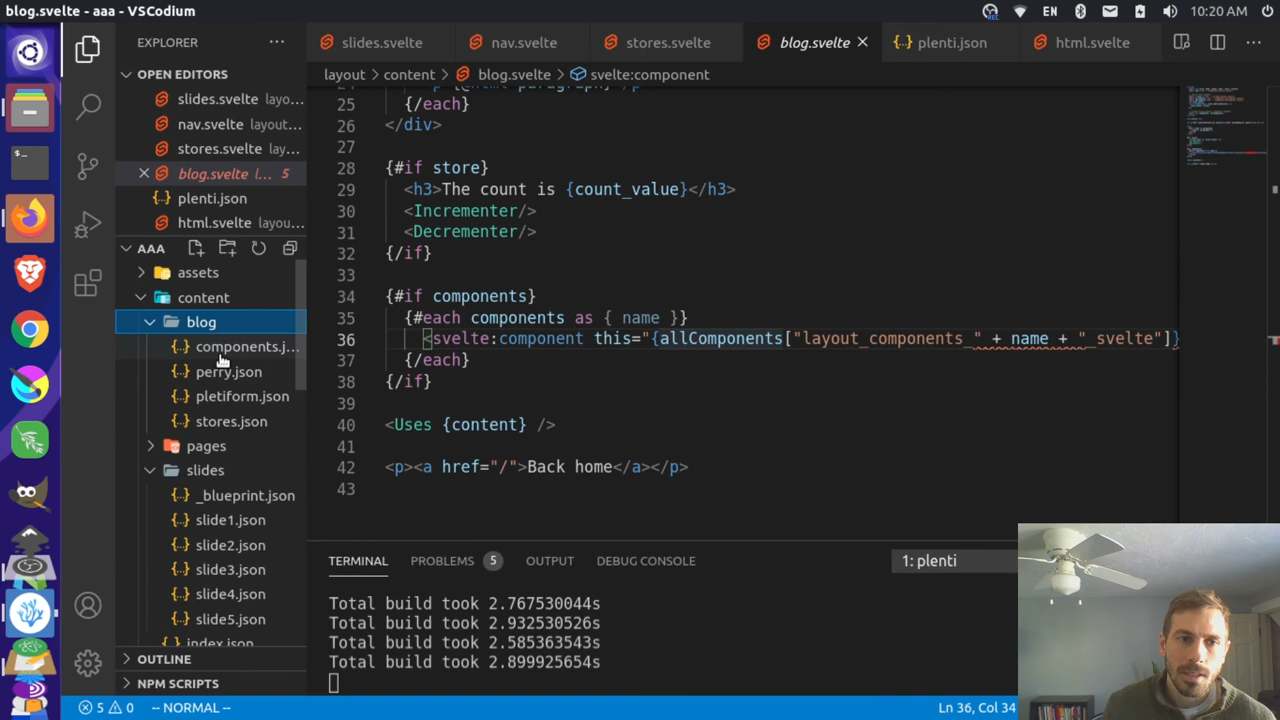 blog.svelte - aaa - VSCodium
EN
10:20 AM
EXPLORER
slides.svelte
nav.svelte
stores.svelte
blog.svelte
plenti.json
html.svelte
OPEN EDITORS
slides.svelte layo...
nav.svelte layout...
stores.svelte lay...
blog.svelte l... 5
plenti.json
html.svelte layou...
AAA
assets
content
blog
components.j...
perry.json
pletiform.json
stores.json
pages
slides
_blueprint.json
slide1.json
slide2.json
slide3.json
slide4.json
slide5.json
index.json
OUTLINE
NPM SCRIPTS
layout > content > blog.svelte > svelte:component
25 {/each}
26 </div>
27
28 {#if store}
29 <h3>The count is {count_value}</h3>
30 <Incrementer/>
31 <Decrementer/>
32 {/if}
33
34 {#if components}
35 {#each components as { name }}
36 <svelte:component this="{allComponents["layout_components_" + name + "_svelte"]}
37 {/each}
38 {/if}
39
40 <Uses {content} />
41
42 <p><a href="/">Back home</a></p>
43
TERMINAL
PROBLEMS 5
OUTPUT
DEBUG CONSOLE
1: plenti
Total build took 2.767530044s
Total build took 2.932530526s
Total build took 2.585363543s
Total build took 2.899925654s
5 0 -- NORMAL --
Ln 36, Col 34